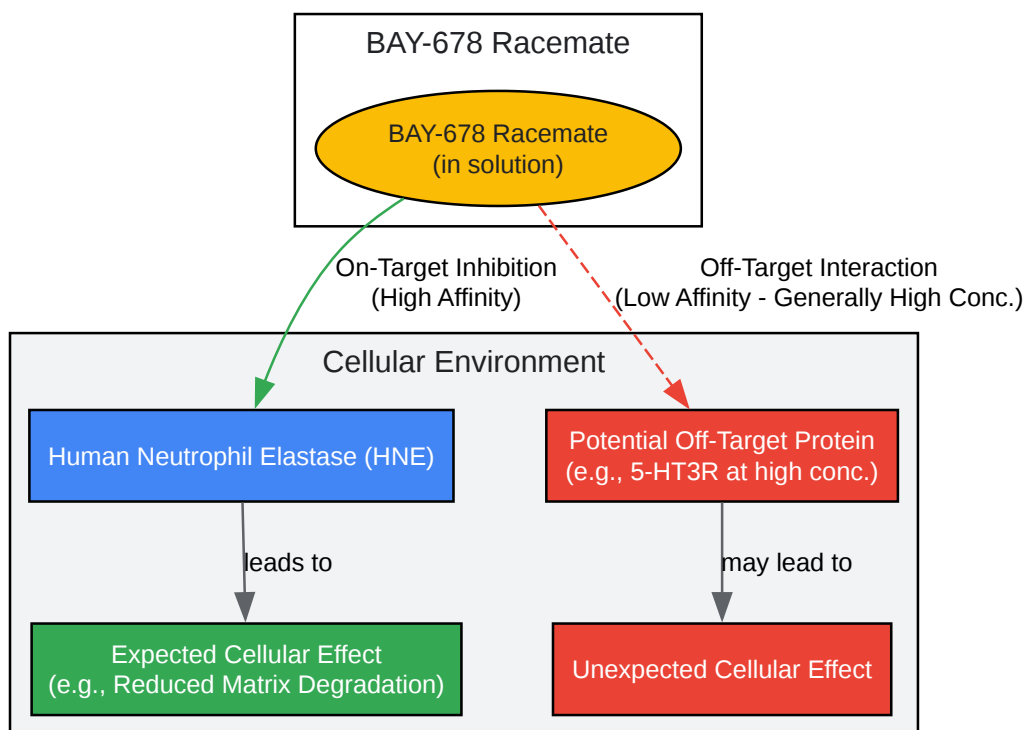 BAY-678 Racemate
BAY-678 Racemate
(in solution)
On-Target Inhibition
(High Affinity)
Off-Target Interaction
(Low Affinity - Generally High Conc.)
Cellular Environment
Human Neutrophil Elastase (HNE)
Potential Off-Target Protein
(e.g., 5-HT3R at high conc.)
leads to
may lead to
Expected Cellular Effect
(e.g., Reduced Matrix Degradation)
Unexpected Cellular Effect